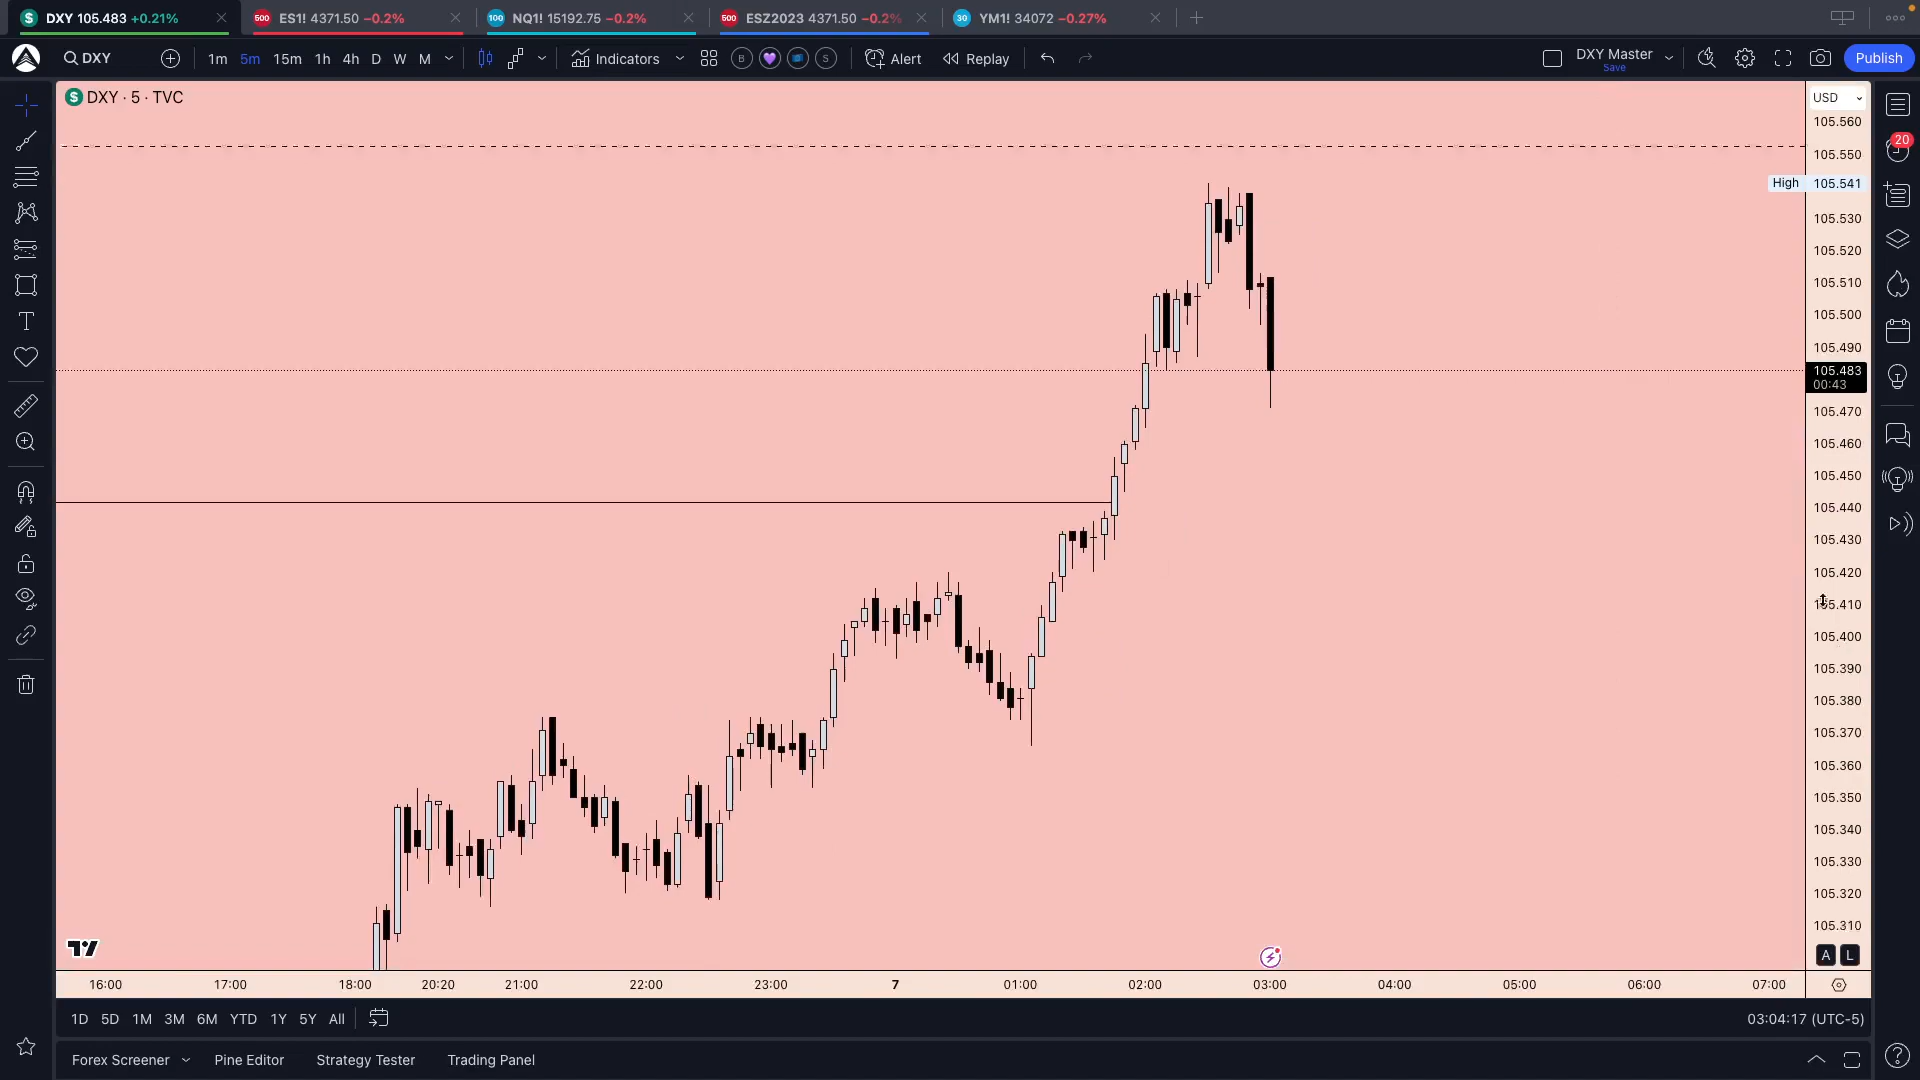 DXY 105.483 +0.21%
500 ES1! 4371.50 −0.2%
100 NQ1! 15192.75 −0.2%
500 ESZ2023 4371.50 −0.2%
30 YM1! 34072 −0.27%
DXY
1m 5m 15m 1h 4h D W M
Indicators
B
S
Alert
Replay
DXY Master
Save
Publish
DXY · 5 · TVC
USD
105.560
105.550
High 105.541
105.530
105.520
105.510
105.500
105.490
105.483
00:43
105.470
105.460
105.450
105.440
105.430
105.420
105.410
105.400
105.390
105.380
105.370
105.360
105.350
105.340
105.330
105.320
105.310
A L
20
16:00 17:00 18:00 20:20 21:00 22:00 23:00 7 01:00 02:00 03:00 04:00 05:00 06:00 07:00
1D 5D 1M 3M 6M YTD 1Y 5Y All
03:04:17 (UTC-5)
Forex Screener Pine Editor Strategy Tester Trading Panel